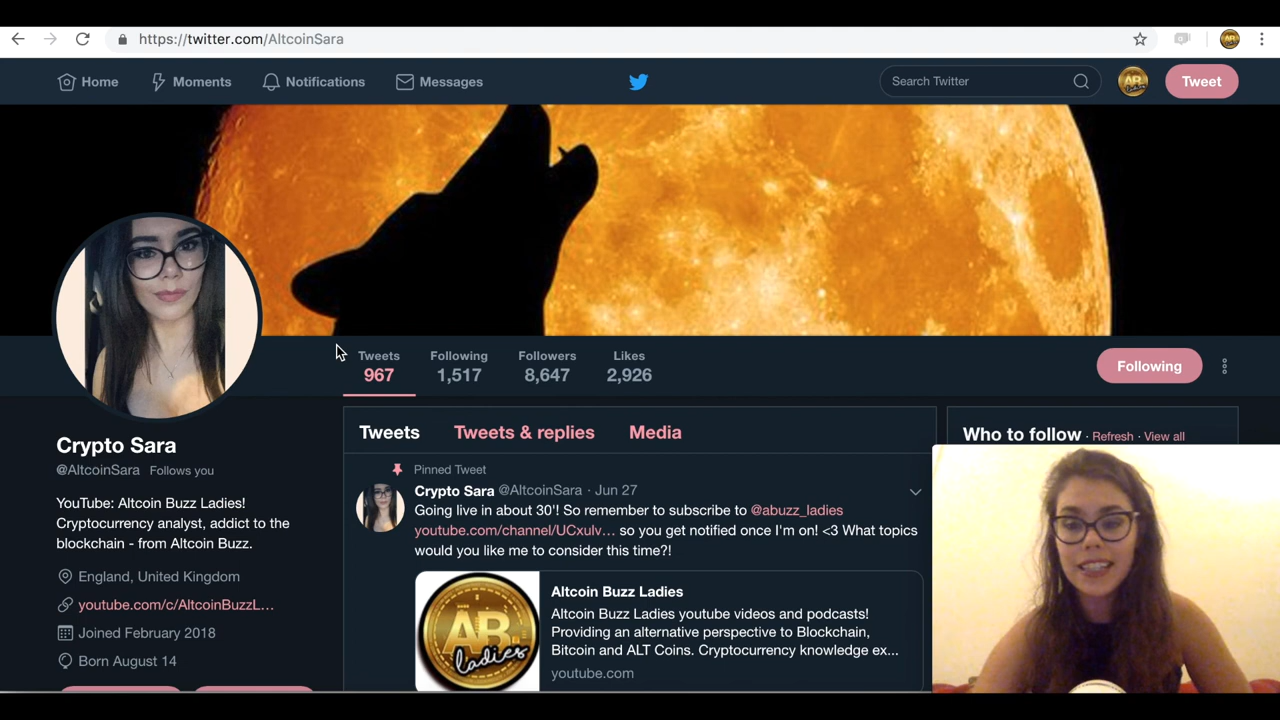 https://twitter.com/AltcoinSara
Home Moments Notifications Messages Search Twitter AB Ladies Tweet
Tweets Following Followers Likes
967 1,517 8,647 2,926 Following
Crypto Sara
@AltcoinSara Follows you
YouTube: Altcoin Buzz Ladies!
Cryptocurrency analyst, addict to the
blockchain - from Altcoin Buzz.
England, United Kingdom
youtube.com/c/AltcoinBuzzL...
Joined February 2018
Born August 14
Tweets Tweets & replies Media
Pinned Tweet
Crypto Sara @AltcoinSara · Jun 27
Going live in about 30'! So remember to subscribe to @abuzz_ladies
youtube.com/channel/UCxulv... so you get notified once I'm on! <3 What topics
would you like me to consider this time?!
AB
ladies
Altcoin Buzz Ladies
Altcoin Buzz Ladies youtube videos and podcasts!
Providing an alternative perspective to Blockchain,
Bitcoin and ALT Coins. Cryptocurrency knowledge ex...
youtube.com
Who to follow · Refresh · View all